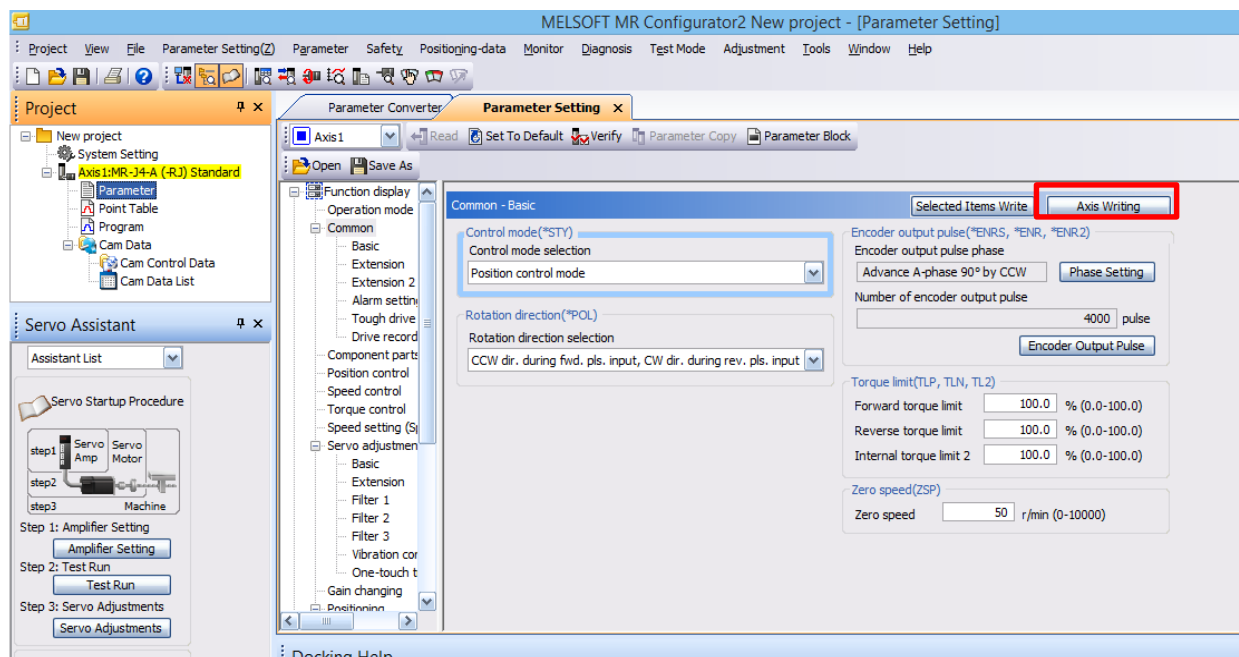 MELSOFT MR Configurator2 New project - [Parameter Setting]
Project View File Parameter Setting(Z) Parameter Safety Positioning-data Monitor Diagnosis Test Mode Adjustment Tools Window Help
Project
New project
System Setting
Axis1:MR-J4-A (-RJ) Standard
Parameter
Point Table
Program
Cam Data
Cam Control Data
Cam Data List
Servo Assistant
Assistant List
Servo Startup Procedure
step1
Servo Amp
Servo Motor
step2
step3
Machine
Step 1: Amplifier Setting
Amplifier Setting
Step 2: Test Run
Test Run
Step 3: Servo Adjustments
Servo Adjustments
Parameter Converter
Parameter Setting x
Axis1 Read Set To Default Verify Parameter Copy Parameter Block
Open Save As
Function display
Operation mode
Common
Basic
Extension
Extension 2
Alarm setting
Tough drive
Drive record
Component parts
Position control
Speed control
Torque control
Speed setting (S
Servo adjustmen
Basic
Extension
Filter 1
Filter 2
Filter 3
Vibration cor
One-touch t
Gain changing
Positioning
Common - Basic
Selected Items Write
Axis Writing
Control mode(*STY)
Control mode selection
Position control mode
Rotation direction(*POL)
Rotation direction selection
CCW dir. during fwd. pls. input, CW dir. during rev. pls. input
Encoder output pulse(*ENRS, *ENR, *ENR2)
Encoder output pulse phase
Advance A-phase 90° by CCW
Phase Setting
Number of encoder output pulse
4000 pulse
Encoder Output Pulse
Torque limit(TLP, TLN, TL2)
Forward torque limit 100.0 % (0.0-100.0)
Reverse torque limit 100.0 % (0.0-100.0)
Internal torque limit 2 100.0 % (0.0-100.0)
Zero speed(ZSP)
Zero speed 50 r/min (0-10000)
Docking Help